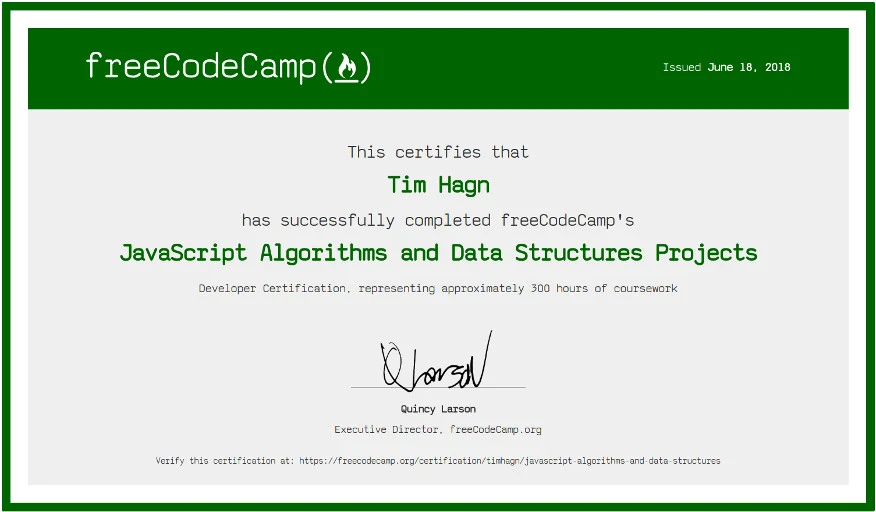 freeCodeCamp(🔥)
Issued June 18, 2018
This certifies that
Tim Hagn
has successfully completed freeCodeCamp's
JavaScript Algorithms and Data Structures Projects
Developer Certification, representing approximately 300 hours of coursework
Q Larson
Quincy Larson
Executive Director, freeCodeCamp.org
Verify this certification at: https://freecodecamp.org/certification/timhagn/javascript-algorithms-and-data-structures